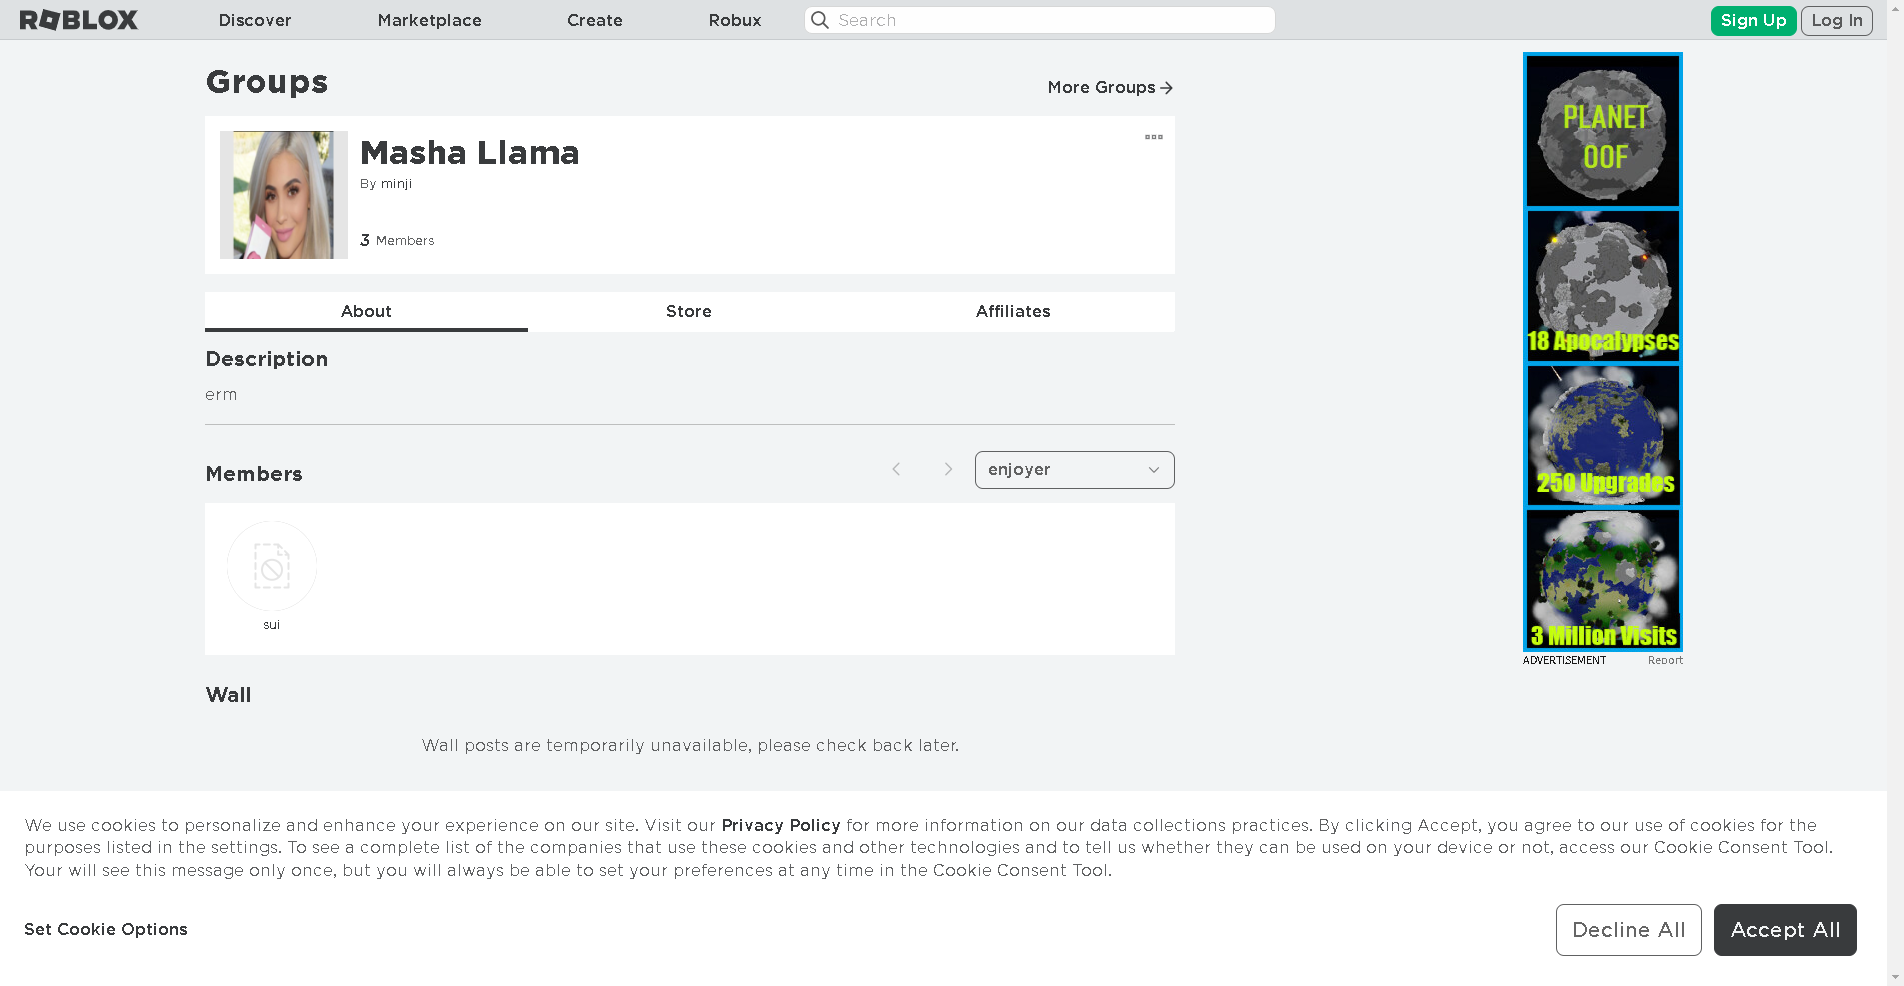 ROBLOX
Discover
Marketplace
Create
Robux
Search
Sign Up
Log In
Groups
More Groups
Masha Llama
By minji
3 Members
About
Store
Affiliates
Description
erm
Members
enjoyer
sui
Wall
Wall posts are temporarily unavailable, please check back later.
PLANET
OOF
18 Apocalypses
250 Upgrades
3 Million Visits
ADVERTISEMENT
Report
We use cookies to personalize and enhance your experience on our site. Visit our Privacy Policy for more information on our data collections practices. By clicking Accept, you agree to our use of cookies for the
purposes listed in the settings. To see a complete list of the companies that use these cookies and other technologies and to tell us whether they can be used on your device or not, access our Cookie Consent Tool.
Your will see this message only once, but you will always be able to set your preferences at any time in the Cookie Consent Tool.
Set Cookie Options
Decline All
Accept All